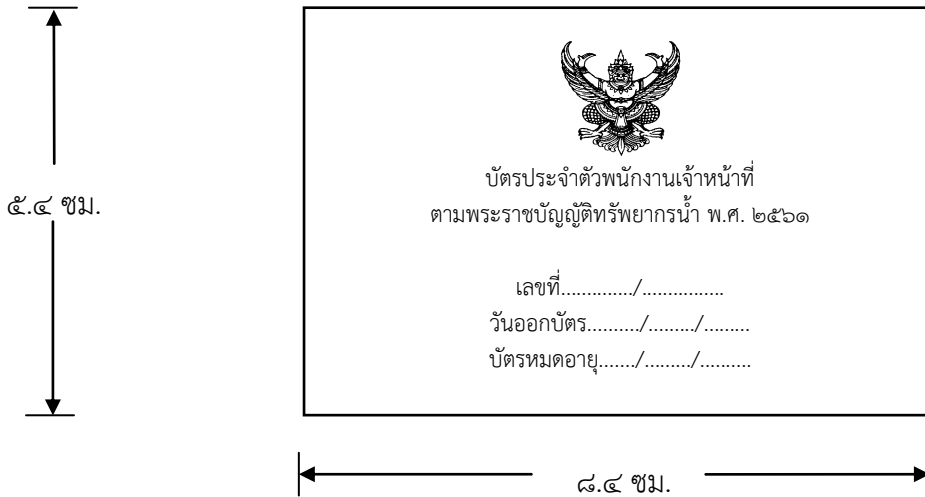 บัตรประจำตัวพนักงานเจ้าหน้าที่
ตามพระราชบัญญัติทรัพยากรน้ำ พ.ศ. ๒๕๖๑
๕.๔ ซม.
เลขที่............../................
วันออกบัตร........../........./.........
บัตรหมดอายุ......./........./..........
๘.๔ ซม.